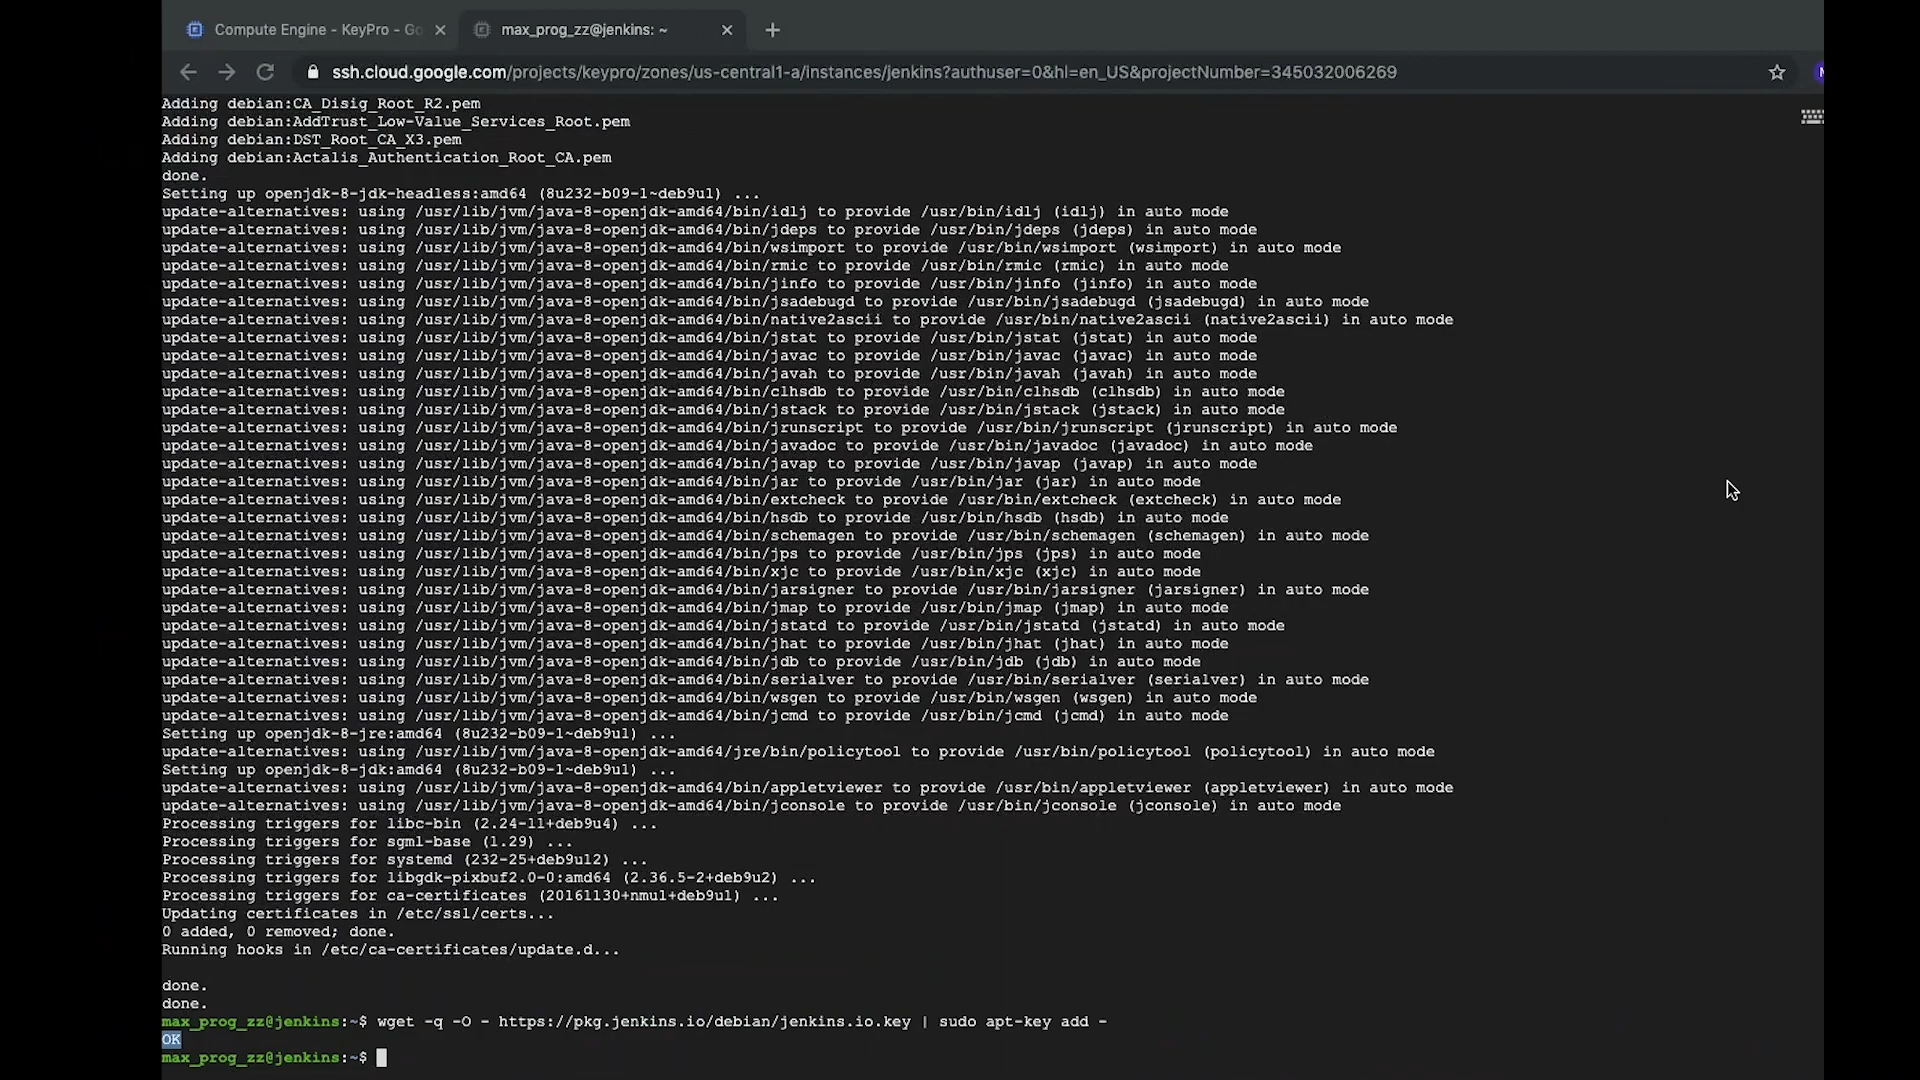 Compute Engine - KeyPro - Go
max_prog_zz@jenkins: ~
ssh.cloud.google.com/projects/keypro/zones/us-central1-a/instances/jenkins?authuser=0&hl=en_US&projectNumber=345032006269
Adding debian:CA_Disig_Root_R2.pem
Adding debian:AddTrust_Low-Value_Services_Root.pem
Adding debian:DST_Root_CA_X3.pem
Adding debian:Actalis_Authentication_Root_CA.pem
done.
Setting up openjdk-8-jdk-headless:amd64 (8u232-b09-1~deb9u1) ...
update-alternatives: using /usr/lib/jvm/java-8-openjdk-amd64/bin/idlj to provide /usr/bin/idlj (idlj) in auto mode
update-alternatives: using /usr/lib/jvm/java-8-openjdk-amd64/bin/jdeps to provide /usr/bin/jdeps (jdeps) in auto mode
update-alternatives: using /usr/lib/jvm/java-8-openjdk-amd64/bin/wsimport to provide /usr/bin/wsimport (wsimport) in auto mode
update-alternatives: using /usr/lib/jvm/java-8-openjdk-amd64/bin/rmic to provide /usr/bin/rmic (rmic) in auto mode
update-alternatives: using /usr/lib/jvm/java-8-openjdk-amd64/bin/jinfo to provide /usr/bin/jinfo (jinfo) in auto mode
update-alternatives: using /usr/lib/jvm/java-8-openjdk-amd64/bin/jsadebugd to provide /usr/bin/jsadebugd (jsadebugd) in auto mode
update-alternatives: using /usr/lib/jvm/java-8-openjdk-amd64/bin/native2ascii to provide /usr/bin/native2ascii (native2ascii) in auto mode
update-alternatives: using /usr/lib/jvm/java-8-openjdk-amd64/bin/jstat to provide /usr/bin/jstat (jstat) in auto mode
update-alternatives: using /usr/lib/jvm/java-8-openjdk-amd64/bin/javac to provide /usr/bin/javac (javac) in auto mode
update-alternatives: using /usr/lib/jvm/java-8-openjdk-amd64/bin/javah to provide /usr/bin/javah (javah) in auto mode
update-alternatives: using /usr/lib/jvm/java-8-openjdk-amd64/bin/clhsdb to provide /usr/bin/clhsdb (clhsdb) in auto mode
update-alternatives: using /usr/lib/jvm/java-8-openjdk-amd64/bin/jstack to provide /usr/bin/jstack (jstack) in auto mode
update-alternatives: using /usr/lib/jvm/java-8-openjdk-amd64/bin/jrunscript to provide /usr/bin/jrunscript (jrunscript) in auto mode
update-alternatives: using /usr/lib/jvm/java-8-openjdk-amd64/bin/javadoc to provide /usr/bin/javadoc (javadoc) in auto mode
update-alternatives: using /usr/lib/jvm/java-8-openjdk-amd64/bin/javap to provide /usr/bin/javap (javap) in auto mode
update-alternatives: using /usr/lib/jvm/java-8-openjdk-amd64/bin/jar to provide /usr/bin/jar (jar) in auto mode
update-alternatives: using /usr/lib/jvm/java-8-openjdk-amd64/bin/extcheck to provide /usr/bin/extcheck (extcheck) in auto mode
update-alternatives: using /usr/lib/jvm/java-8-openjdk-amd64/bin/hsdb to provide /usr/bin/hsdb (hsdb) in auto mode
update-alternatives: using /usr/lib/jvm/java-8-openjdk-amd64/bin/schemagen to provide /usr/bin/schemagen (schemagen) in auto mode
update-alternatives: using /usr/lib/jvm/java-8-openjdk-amd64/bin/jps to provide /usr/bin/jps (jps) in auto mode
update-alternatives: using /usr/lib/jvm/java-8-openjdk-amd64/bin/xjc to provide /usr/bin/xjc (xjc) in auto mode
update-alternatives: using /usr/lib/jvm/java-8-openjdk-amd64/bin/jarsigner to provide /usr/bin/jarsigner (jarsigner) in auto mode
update-alternatives: using /usr/lib/jvm/java-8-openjdk-amd64/bin/jmap to provide /usr/bin/jmap (jmap) in auto mode
update-alternatives: using /usr/lib/jvm/java-8-openjdk-amd64/bin/jstatd to provide /usr/bin/jstatd (jstatd) in auto mode
update-alternatives: using /usr/lib/jvm/java-8-openjdk-amd64/bin/jhat to provide /usr/bin/jhat (jhat) in auto mode
update-alternatives: using /usr/lib/jvm/java-8-openjdk-amd64/bin/jdb to provide /usr/bin/jdb (jdb) in auto mode
update-alternatives: using /usr/lib/jvm/java-8-openjdk-amd64/bin/serialver to provide /usr/bin/serialver (serialver) in auto mode
update-alternatives: using /usr/lib/jvm/java-8-openjdk-amd64/bin/wsgen to provide /usr/bin/wsgen (wsgen) in auto mode
update-alternatives: using /usr/lib/jvm/java-8-openjdk-amd64/bin/jcmd to provide /usr/bin/jcmd (jcmd) in auto mode
Setting up openjdk-8-jre:amd64 (8u232-b09-1~deb9u1) ...
update-alternatives: using /usr/lib/jvm/java-8-openjdk-amd64/jre/bin/policytool to provide /usr/bin/policytool (policytool) in auto mode
Setting up openjdk-8-jdk:amd64 (8u232-b09-1~deb9u1) ...
update-alternatives: using /usr/lib/jvm/java-8-openjdk-amd64/bin/appletviewer to provide /usr/bin/appletviewer (appletviewer) in auto mode
update-alternatives: using /usr/lib/jvm/java-8-openjdk-amd64/bin/jconsole to provide /usr/bin/jconsole (jconsole) in auto mode
Processing triggers for libc-bin (2.24-11+deb9u4) ...
Processing triggers for sgml-base (1.29) ...
Processing triggers for systemd (232-25+deb9u12) ...
Processing triggers for libgdk-pixbuf2.0-0:amd64 (2.36.5-2+deb9u2) ...
Processing triggers for ca-certificates (20161130+nmu1+deb9u1) ...
Updating certificates in /etc/ssl/certs...
0 added, 0 removed; done.
Running hooks in /etc/ca-certificates/update.d...
done.
done.
max_prog_zz@jenkins:~$ wget -q -O - https://pkg.jenkins.io/debian/jenkins.io.key | sudo apt-key add -
OK
max_prog_zz@jenkins:~$